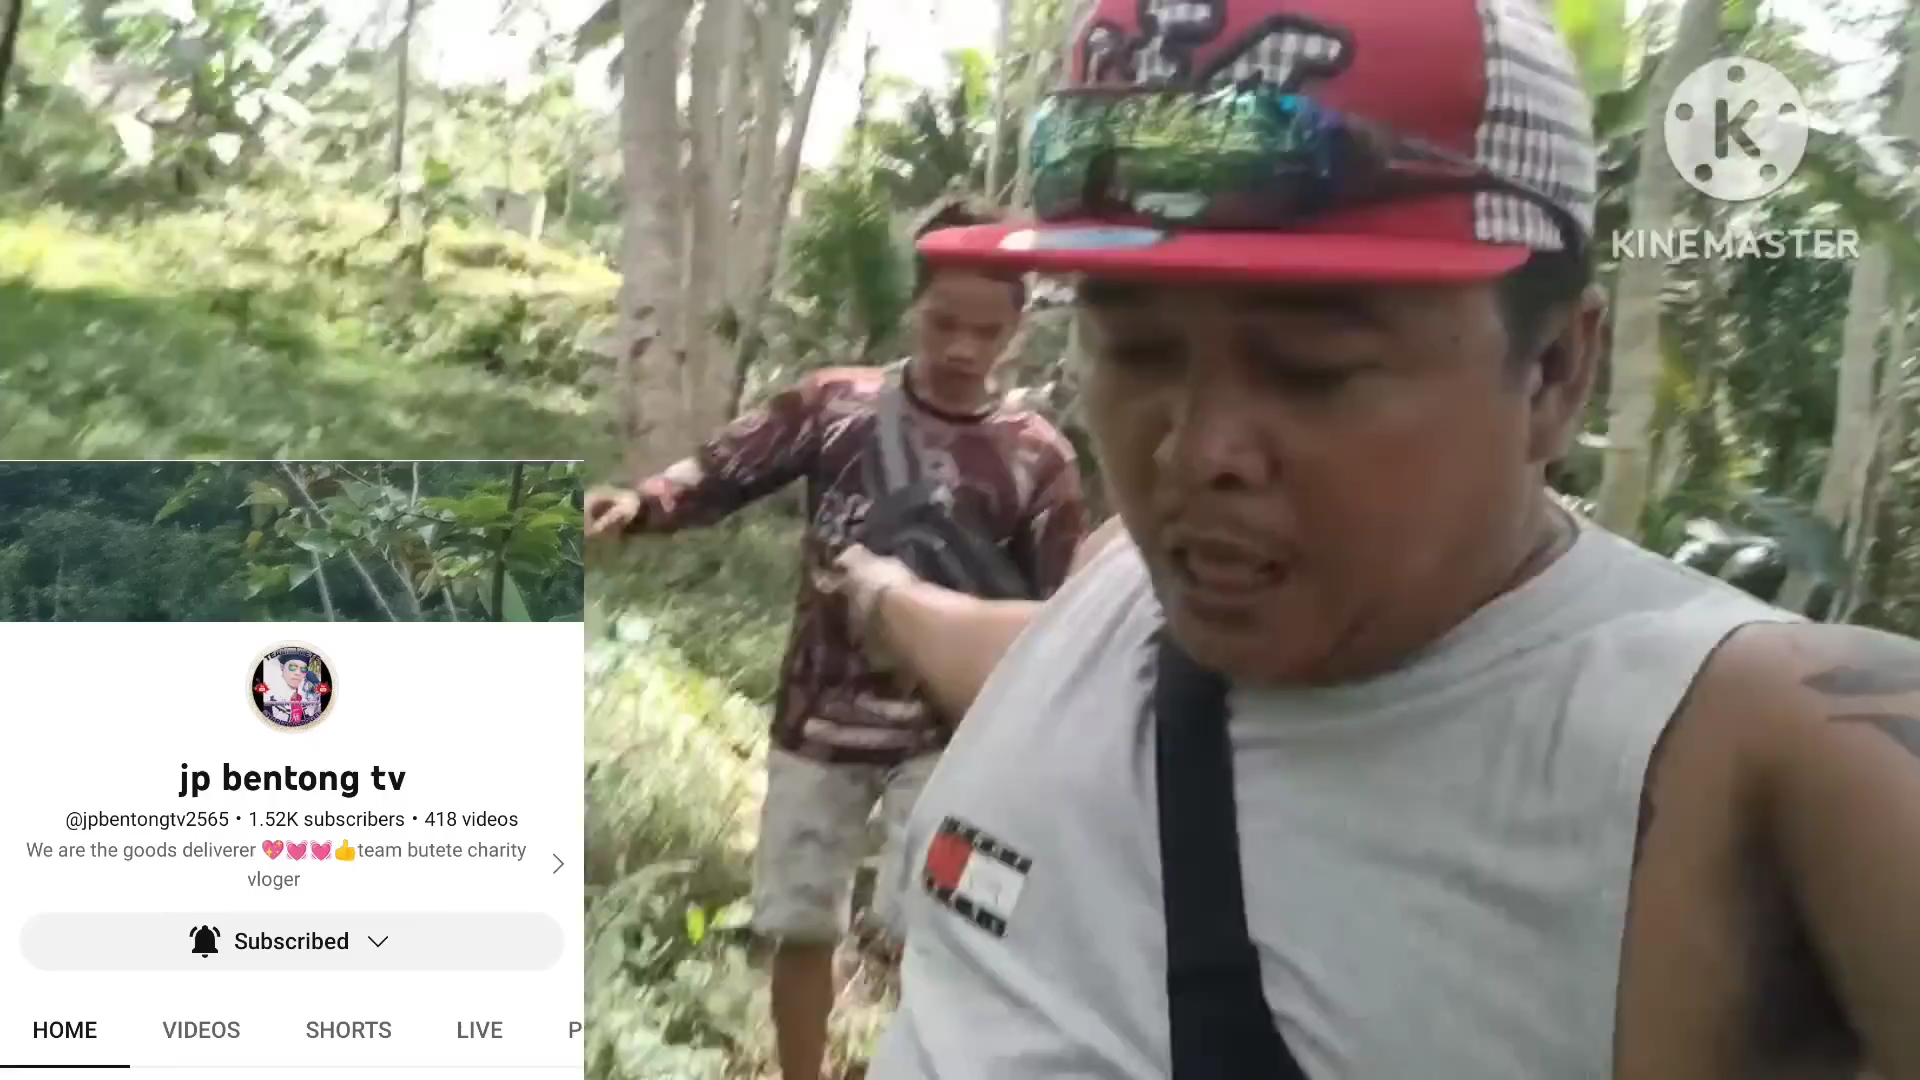 KINEMASTER
jp bentong tv
@jpbentongtv2565 • 1.52K subscribers • 418 videos
We are the goods deliverer 💖💓💓👍team butete charity
vloger
Subscribed
HOME VIDEOS SHORTS LIVE P